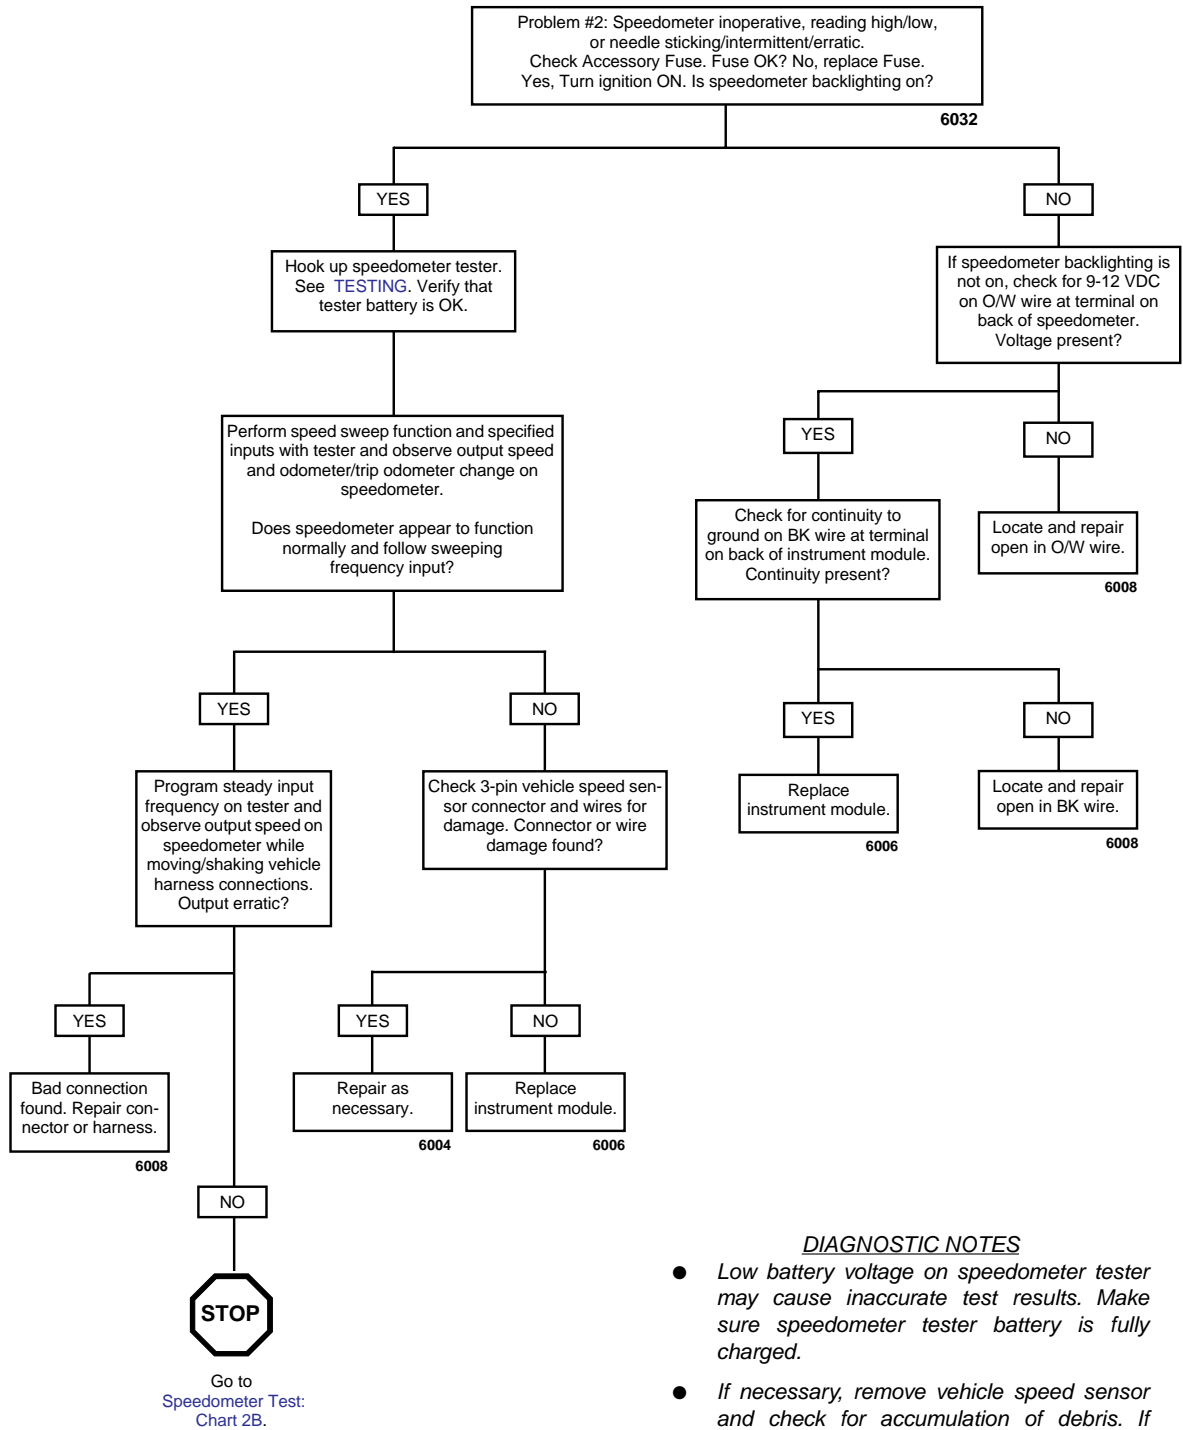 Problem #2: Speedometer inoperative, reading high/low,
or needle sticking/intermittent/erratic.
Check Accessory Fuse. Fuse OK? No, replace Fuse.
Yes, Turn ignition ON. Is speedometer backlighting on?
6032
YES
NO
Hook up speedometer tester.
See TESTING. Verify that
tester battery is OK.
If speedometer backlighting is
not on, check for 9-12 VDC
on O/W wire at terminal on
back of speedometer.
Voltage present?
Perform speed sweep function and specified
inputs with tester and observe output speed
and odometer/trip odometer change on
speedometer.
Does speedometer appear to function
normally and follow sweeping
frequency input?
YES
NO
Check for continuity to
ground on BK wire at terminal
on back of instrument module.
Continuity present?
Locate and repair
open in O/W wire.
6008
YES
NO
YES
NO
Program steady input
frequency on tester and
observe output speed on
speedometer while
moving/shaking vehicle
harness connections.
Output erratic?
Check 3-pin vehicle speed sen-
sor connector and wires for
damage. Connector or wire
damage found?
Replace
instrument module.
6006
Locate and repair
open in BK wire.
6008
YES
YES
NO
Bad connection
found. Repair con-
nector or harness.
6008
Repair as
necessary.
6004
Replace
instrument module.
6006
NO
STOP
Go to
Speedometer Test:
Chart 2B.
DIAGNOSTIC NOTES
● Low battery voltage on speedometer tester
may cause inaccurate test results. Make
sure speedometer tester battery is fully
charged.
● If necessary, remove vehicle speed sensor
and check for accumulation of debris. If